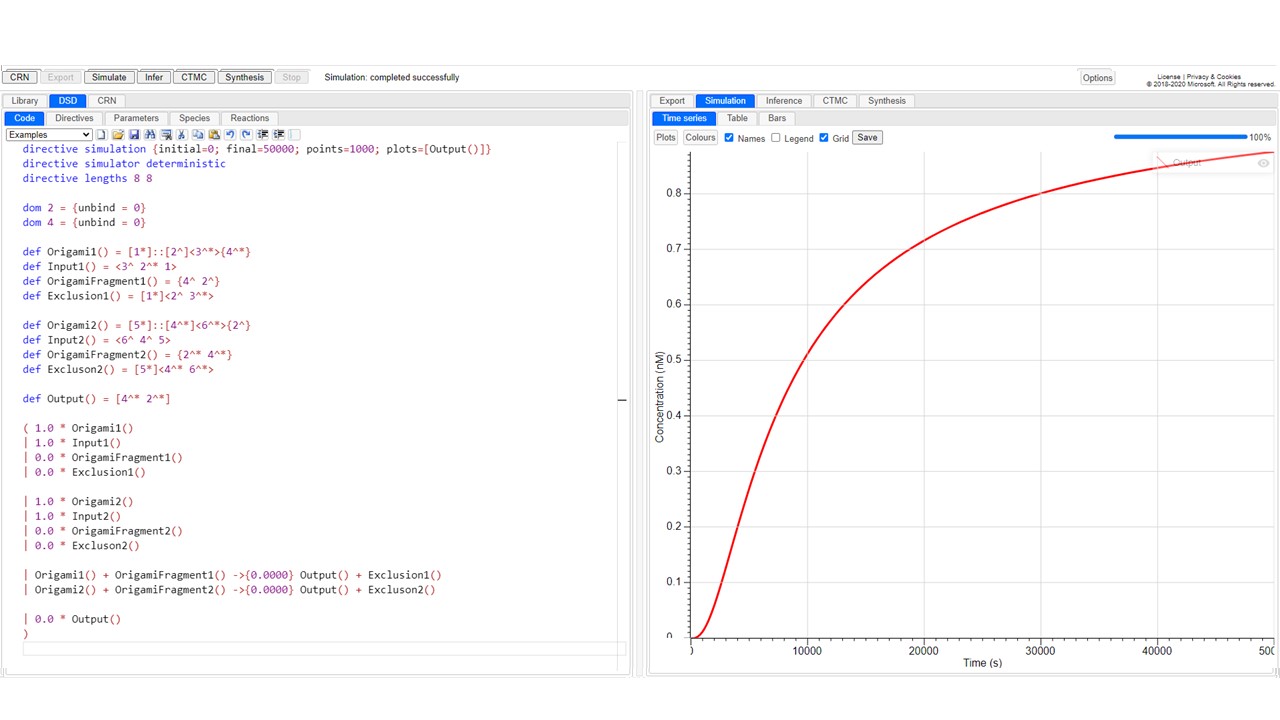 CRN Export Simulate Infer CTMC Synthesis Stop Simulation: completed successfully Options License | Privacy & Cookies
© 2018-2020 Microsoft. All Rights reserved.
Library DSD CRN
Code Directives Parameters Species Reactions
Examples
directive simulation {initial=0; final=50000; points=1000; plots=[Output()]}
directive simulator deterministic
directive lengths 8 8
dom 2 = {unbind = 0}
dom 4 = {unbind = 0}
def Origami1() = [1*]::[2^]<3^*>{4^*}
def Input1() = <3^ 2^* 1>
def OrigamiFragment1() = {4^ 2^}
def Exclusion1() = [1*]<2^ 3^*>
def Origami2() = [5*]::[4^*]<6^*>{2^}
def Input2() = <6^ 4^ 5>
def OrigamiFragment2() = {2^* 4^*}
def Excluson2() = [5*]<4^* 6^*>
def Output() = [4^* 2^*]
( 1.0 * Origami1()
| 1.0 * Input1()
| 0.0 * OrigamiFragment1()
| 0.0 * Exclusion1()
| 1.0 * Origami2()
| 1.0 * Input2()
| 0.0 * OrigamiFragment2()
| 0.0 * Excluson2()
| Origami1() + OrigamiFragment1() ->{0.0000} Output() + Exclusion1()
| Origami2() + OrigamiFragment2() ->{0.0000} Output() + Excluson2()
| 0.0 * Output()
)
Export Simulation Inference CTMC Synthesis
Time series Table Bars
Plots Colours Names Legend Grid Save 100%
Output
Concentration (nM)
0.8
0.7
0.6
0.5
0.4
0.3
0.2
0.1
0
10000 20000 30000 40000
Time (s)